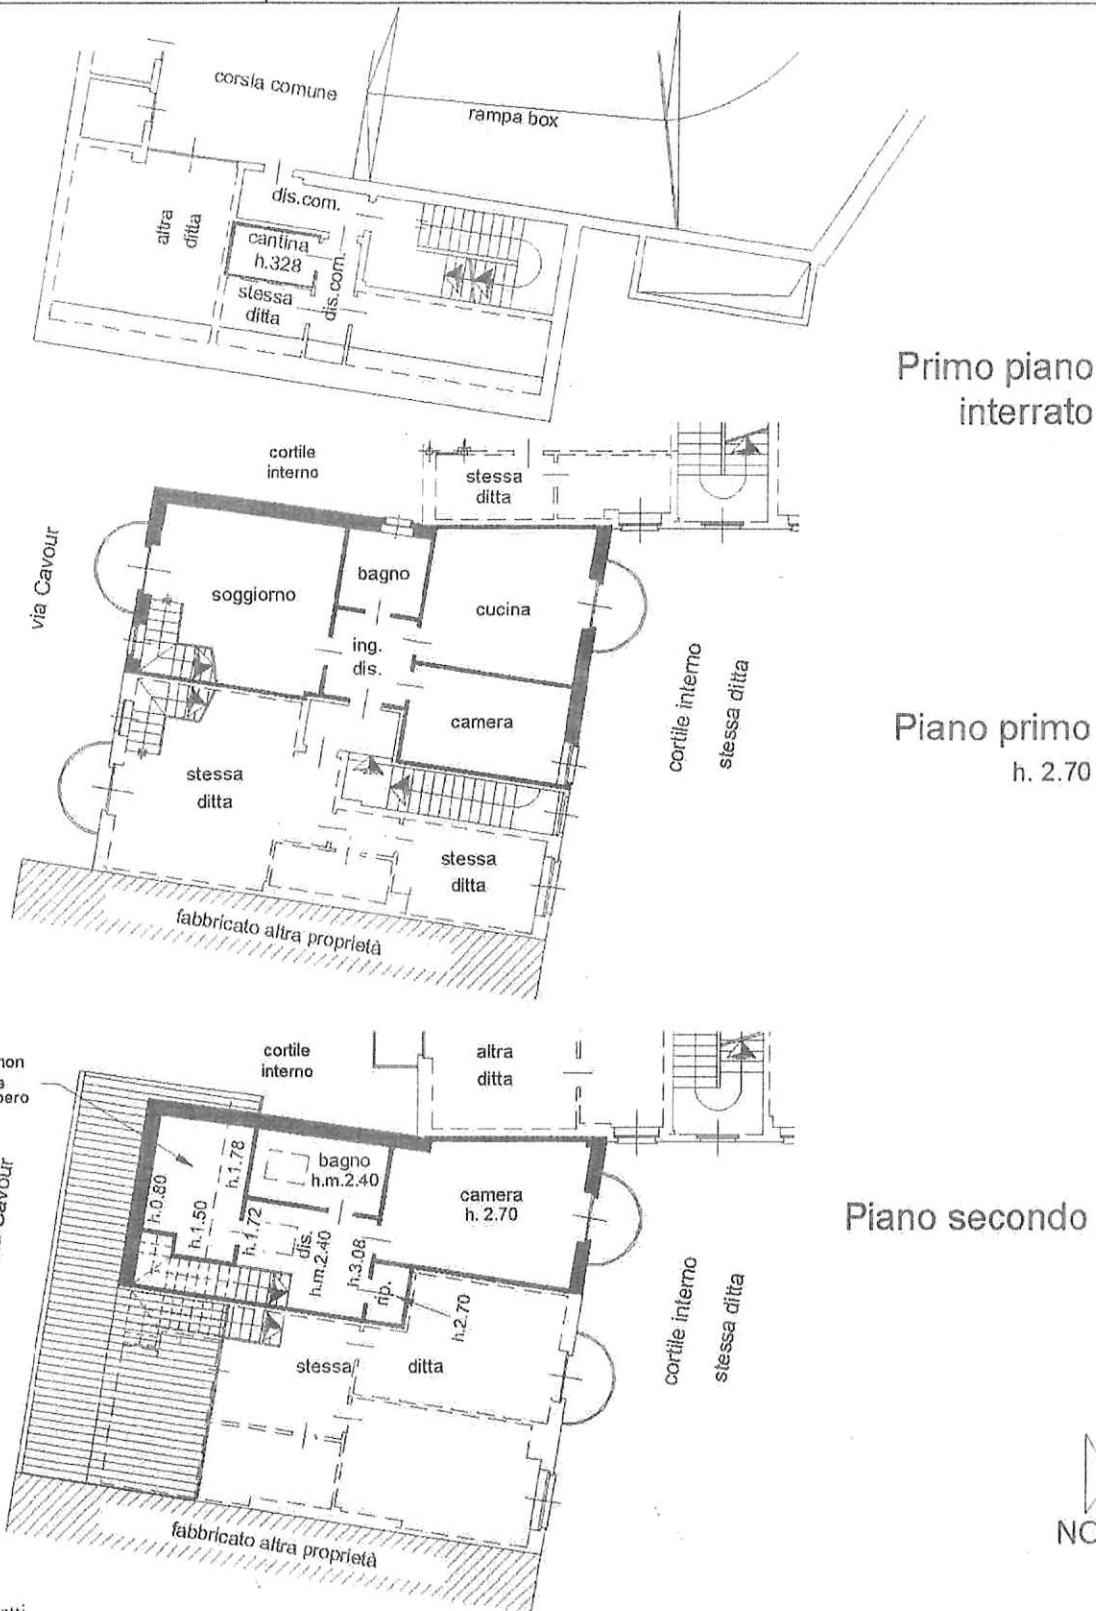 corsia comune
rampa box
dis.com.
altra
ditta
cantina
h.328
dis.com.
stessa
ditta
Primo piano
interrato
cortile
interno
stessa
ditta
via Cavour
soggiorno
bagno
cucina
ing.
dis.
camera
cortile interno
stessa ditta
Piano primo
h. 2.70
stessa
ditta
stessa
ditta
fabbricato altra proprietà
cortile
interno
altra
ditta
bagno
h.m.2.40
camera
h. 2.70
h.0.80
h.1.50
h.1.78
h.1.72
dis.
h.m.2.40
h.3.08
rip.
h.2.70
Piano secondo
cortile interno
stessa ditta
stessa
ditta
fabbricato altra proprietà